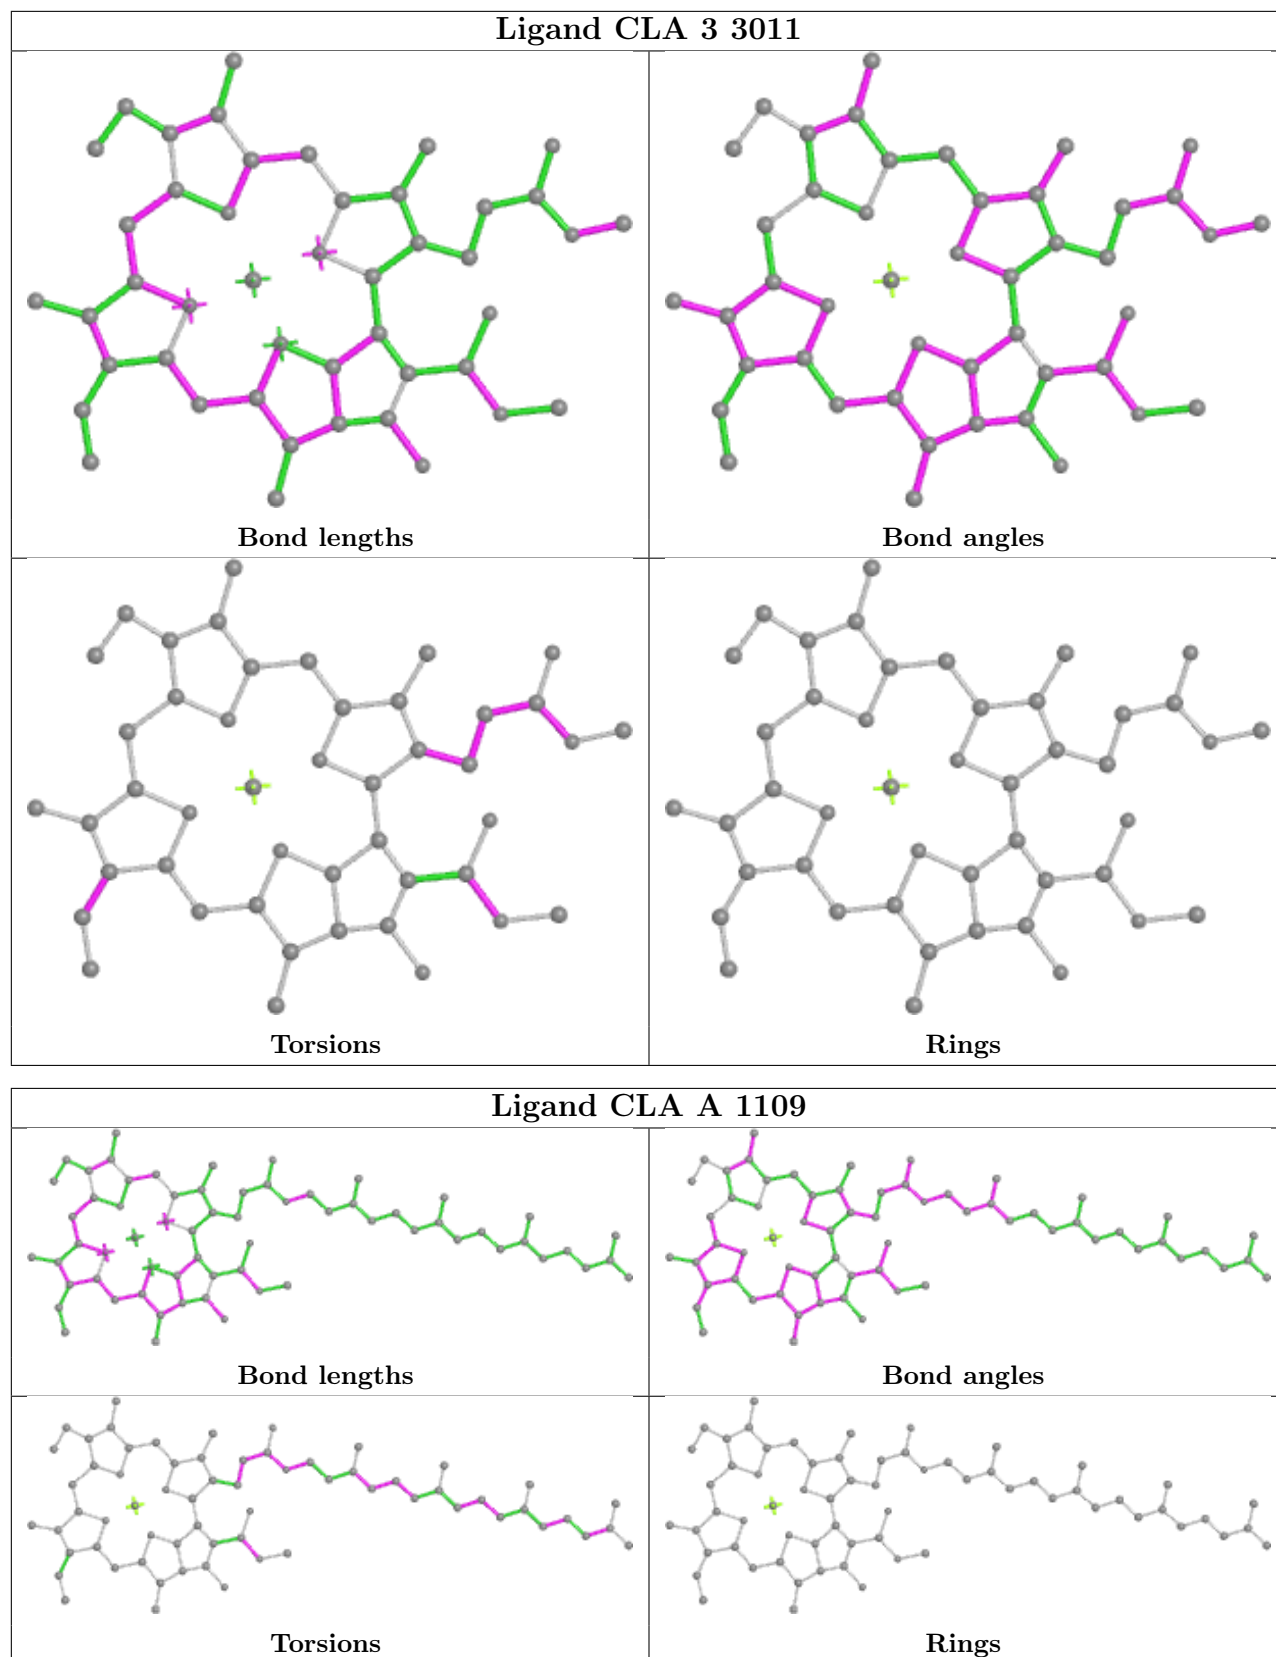 Ligand CLA 3 3011
Bond lengths
Bond angles
Torsions
Rings
Ligand CLA A 1109
Bond lengths
Bond angles
Torsions
Rings